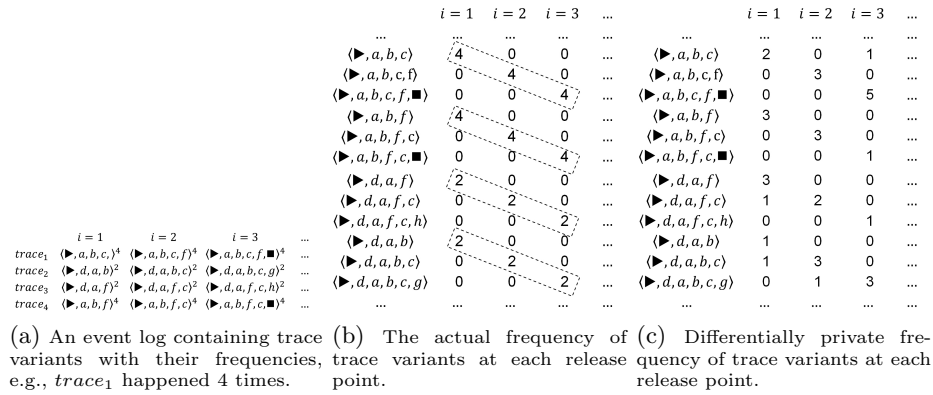 i = 1 i = 2 i = 3 ...
trace₁ ⟨▶, a, b, c,⟩⁴ ⟨▶, a, b, c, f⟩⁴ ⟨▶, a, b, c, f, ■⟩⁴ ...
trace₂ ⟨▶, d, a, b⟩² ⟨▶, d, a, b, c⟩² ⟨▶, d, a, b, c, g⟩² ...
trace₃ ⟨▶, d, a, f⟩² ⟨▶, d, a, f, c⟩² ⟨▶, d, a, f, c, h⟩² ...
trace₄ ⟨▶, a, b, f⟩⁴ ⟨▶, a, b, f, c⟩⁴ ⟨▶, a, b, f, c, ■⟩⁴ ...
(a) An event log containing trace
variants with their frequencies,
e.g., trace₁ happened 4 times.
i = 1 i = 2 i = 3 ...
... ... ... ...
⟨▶, a, b, c⟩ 4 0 0 ...
⟨▶, a, b, c, f⟩ 0 4 0 ...
⟨▶, a, b, c, f, ■⟩ 0 0 4 ...
⟨▶, a, b, f⟩ 4 0 0 ...
⟨▶, a, b, f, c⟩ 0 4 0 ...
⟨▶, a, b, f, c, ■⟩ 0 0 4 ...
⟨▶, d, a, f⟩ 2 0 0 ...
⟨▶, d, a, f, c⟩ 0 2 0 ...
⟨▶, d, a, f, c, h⟩ 0 0 2 ...
⟨▶, d, a, b⟩ 2 0 0 ...
⟨▶, d, a, b, c⟩ 0 2 0 ...
⟨▶, d, a, b, c, g⟩ 0 0 2 ...
... ... ... ... ...
(b) The actual frequency of
trace variants at each release
point.
i = 1 i = 2 i = 3 ...
... ... ... ...
⟨▶, a, b, c⟩ 2 0 1 ...
⟨▶, a, b, c, f⟩ 0 3 0 ...
⟨▶, a, b, c, f, ■⟩ 0 0 5 ...
⟨▶, a, b, f⟩ 3 0 0 ...
⟨▶, a, b, f, c⟩ 0 3 0 ...
⟨▶, a, b, f, c, ■⟩ 0 0 1 ...
⟨▶, d, a, f⟩ 3 0 0 ...
⟨▶, d, a, f, c⟩ 1 2 0 ...
⟨▶, d, a, f, c, h⟩ 0 0 1 ...
⟨▶, d, a, b⟩ 1 0 0 ...
⟨▶, d, a, b, c⟩ 1 3 0 ...
⟨▶, d, a, b, c, g⟩ 0 1 3 ...
... ... ... ... ...
(c) Differentially private fre-
quency of trace variants at each
release point.